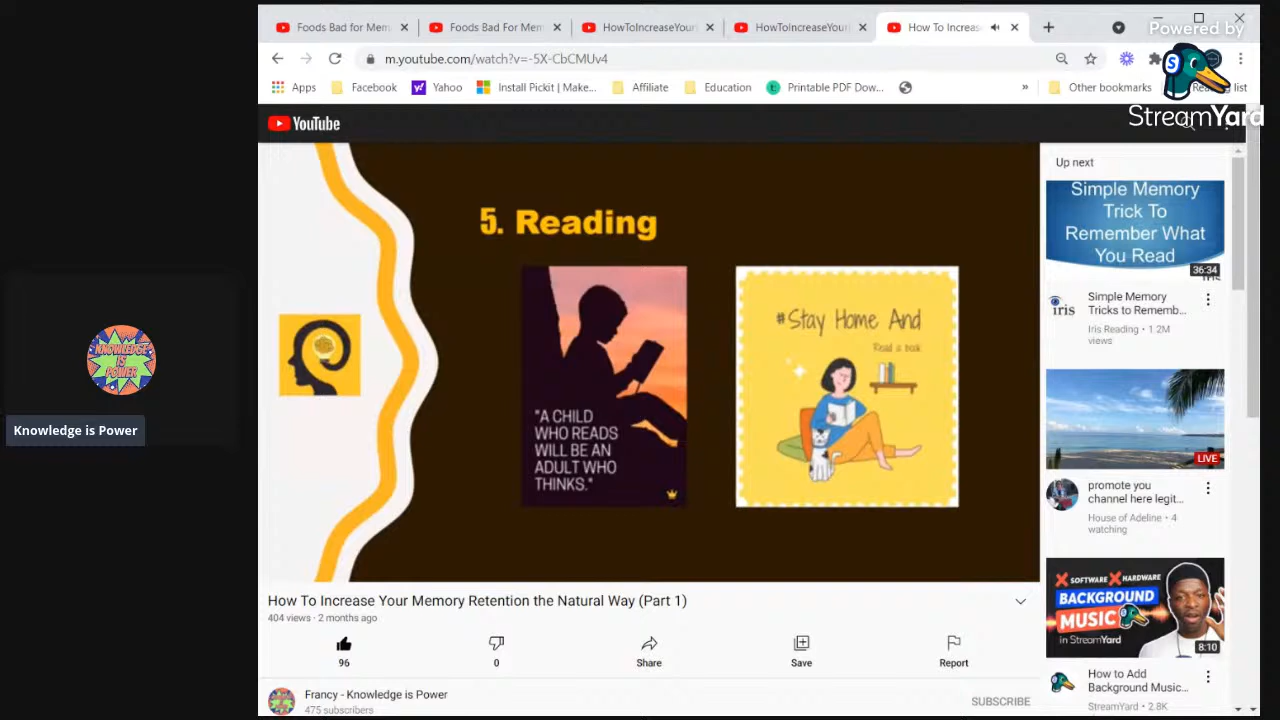 Foods Bad for Mem
Foods Bad For Mem
HowToIncreaseYour
HowToIncreaseYour
How To Increas
Powered by
m.youtube.com/watch?v=-5X-CbCMUv4
Apps
Facebook
Yahoo
Install Pickit | Make...
Affiliate
Education
Printable PDF Dow...
»
Other bookmarks
list
StreamYard
YouTube
Up next
5. Reading
Simple Memory
Trick To
Remember What
You Read
36:34
iris
Simple Memory
Tricks to Rememb...
Iris Reading • 1.2M
views
#Stay Home And
Read a book
"A CHILD
WHO READS
WILL BE AN
ADULT WHO
THINKS."
KNOWLEDGE
IS
POWER
Knowledge is Power
LIVE
promote you
channel here legit...
House of Adeline • 4
watching
How To Increase Your Memory Retention the Natural Way (Part 1)
404 views · 2 months ago
96
0
Share
Save
Report
SOFTWARE HARDWARE
BACKGROUND
MUSIC
in StreamYard
8:10
How to Add
Background Music...
StreamYard • 2.8K
Francy - Knowledge is Power
475 subscribers
SUBSCRIBE